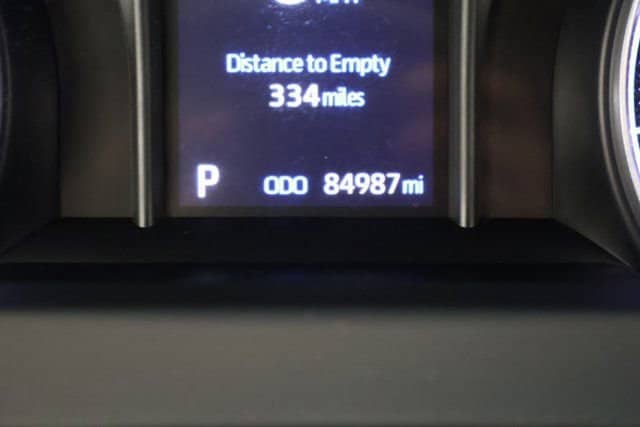 Distance to Empty
334 miles
P ODO 84987 mi